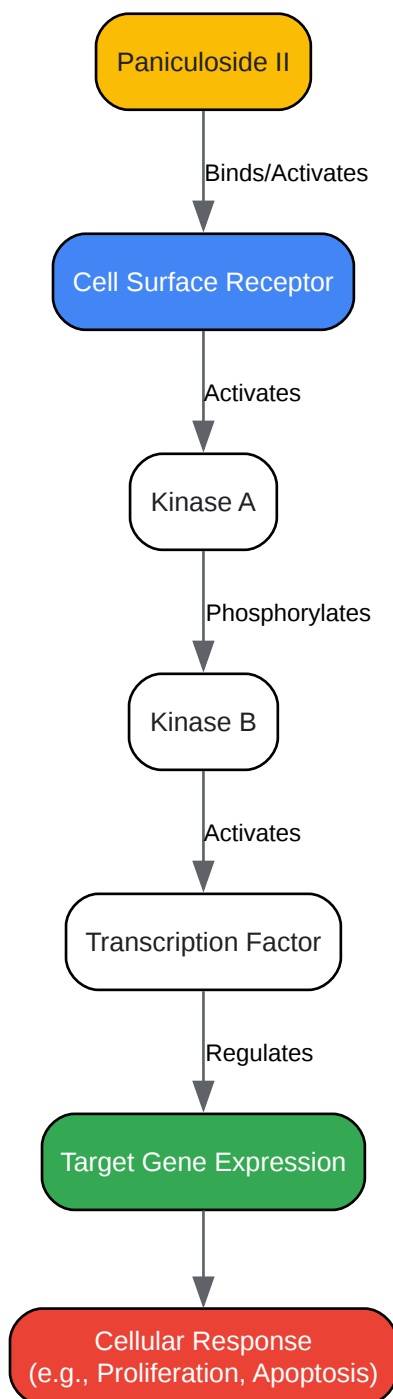 Paniculoside II
Binds/Activates
Cell Surface Receptor
Activates
Kinase A
Phosphorylates
Kinase B
Activates
Transcription Factor
Regulates
Target Gene Expression
Cellular Response
(e.g., Proliferation, Apoptosis)